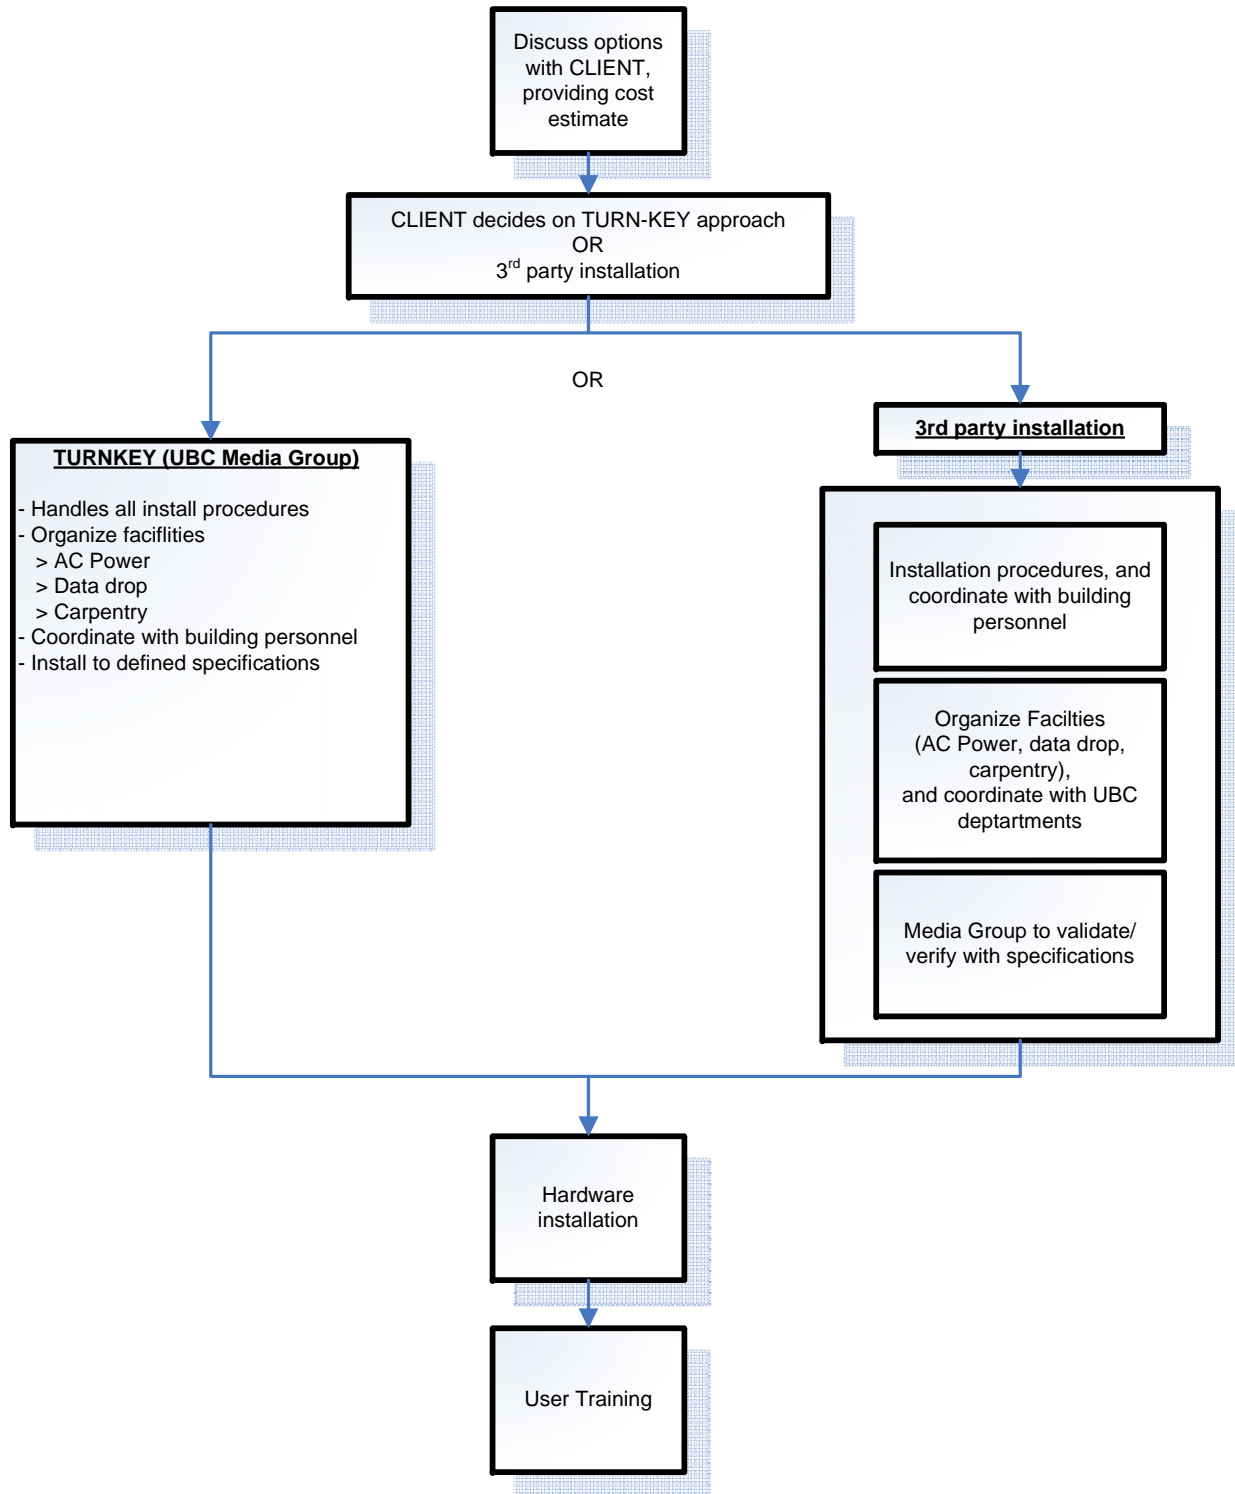 Discuss options
with CLIENT,
providing cost
estimate
CLIENT decides on TURN-KEY approach
OR
3rd party installation
OR
TURNKEY (UBC Media Group)
- Handles all install procedures
- Organize faciflities
> AC Power
> Data drop
> Carpentry
- Coordinate with building personnel
- Install to defined specifications
3rd party installation
Installation procedures, and
coordinate with building
personnel
Organize Facilties
(AC Power, data drop,
carpentry),
and coordinate with UBC
deptartments
Media Group to validate/
verify with specifications
Hardware
installation
User Training